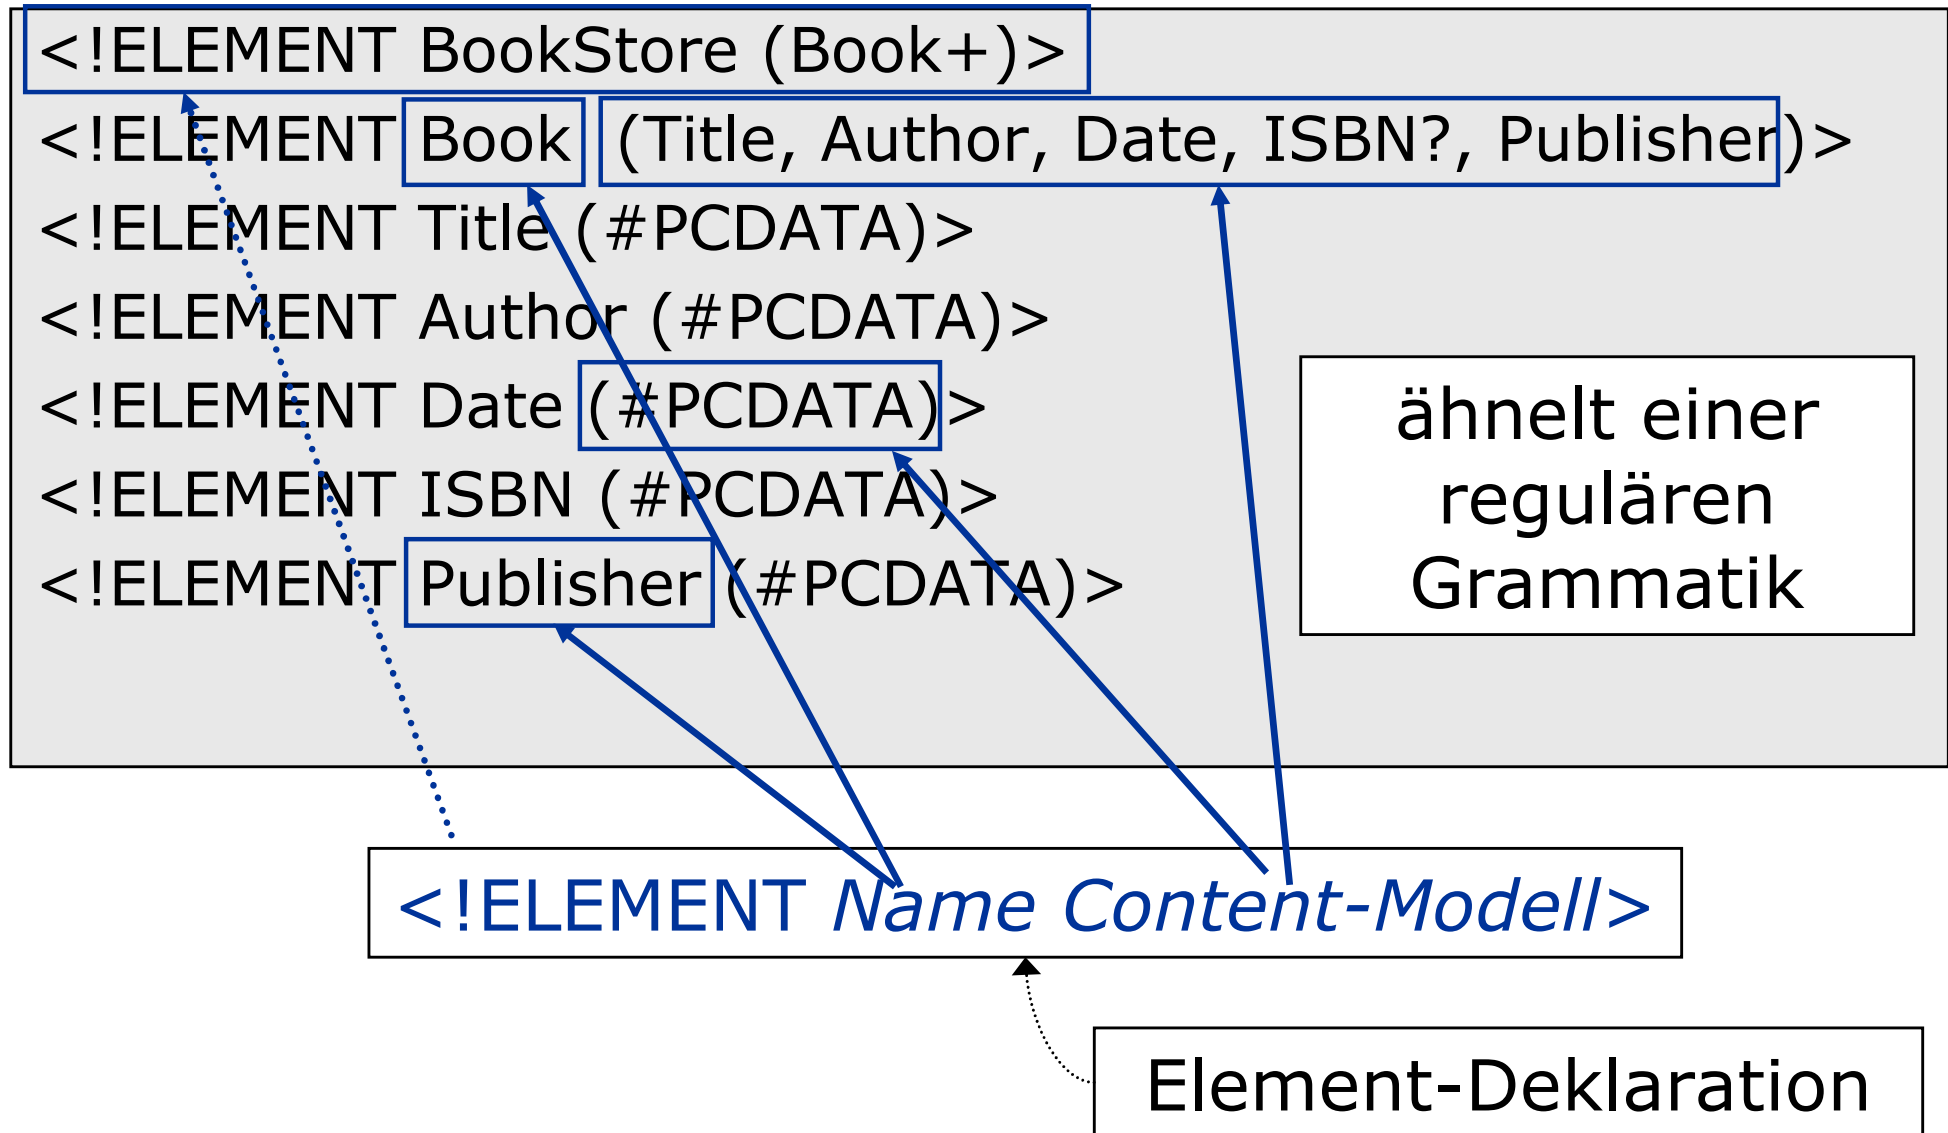 <!ELEMENT BookStore (Book+)>
<!ELEMENT Book (Title, Author, Date, ISBN?, Publisher)>
<!ELEMENT Title (#PCDATA)>
<!ELEMENT Author (#PCDATA)>
<!ELEMENT Date (#PCDATA)>
<!ELEMENT ISBN (#PCDATA)>
<!ELEMENT Publisher (#PCDATA)>
ähnelt einer
regulären
Grammatik
<!ELEMENT Name Content-Modell>
Element-Deklaration